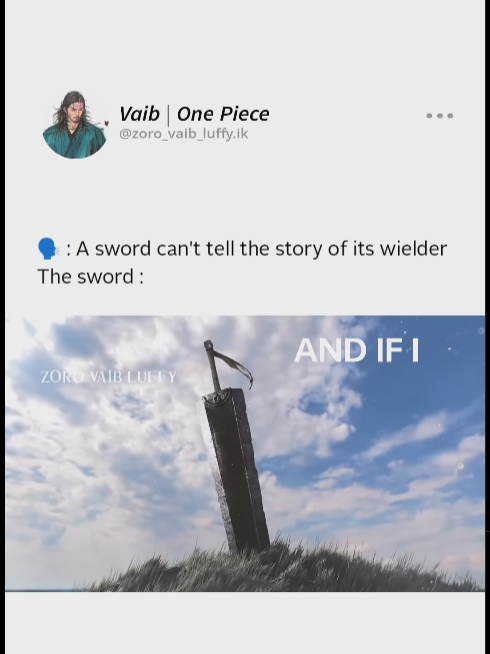 Vaib | One Piece
@zoro_vaib_luffy.ik
🗣 : A sword can't tell the story of its wielder
The sword :
AND IF I
ZORO VAIB LUFFY